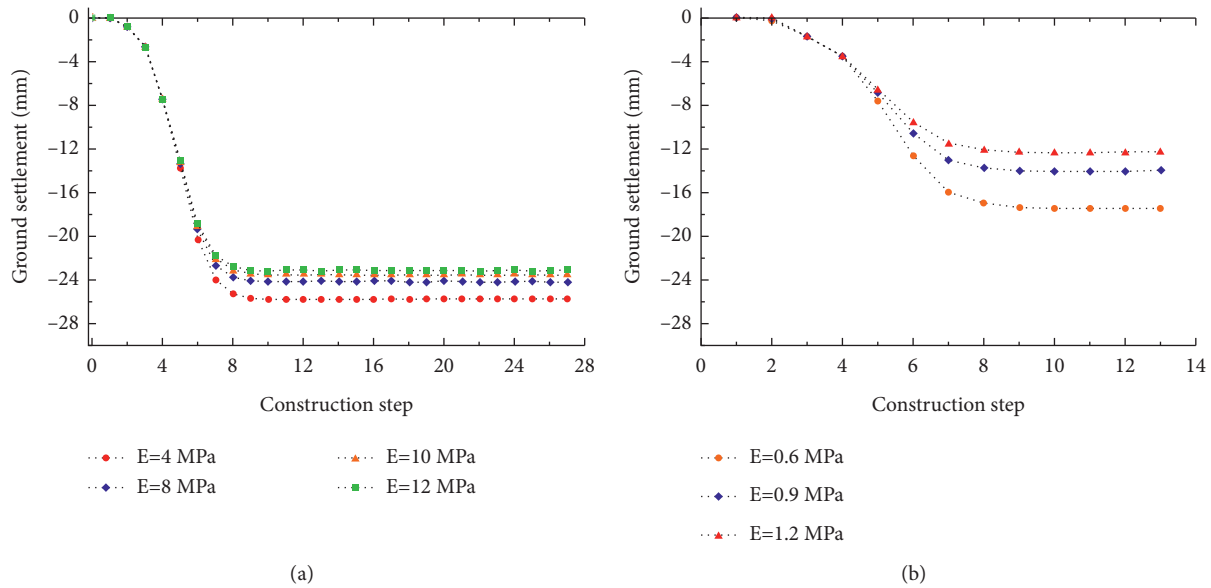 0
−4
−8
−12
−16
−20
−24
−28
Ground settlement (mm)
0 4 8 12 16 20 24 28
Construction step
E=4 MPa
E=8 MPa
E=10 MPa
E=12 MPa
(a)
0
−4
−8
−12
−16
−20
−24
−28
Ground settlement (mm)
0 2 4 6 8 10 12 14
Construction step
E=0.6 MPa
E=0.9 MPa
E=1.2 MPa
(b)